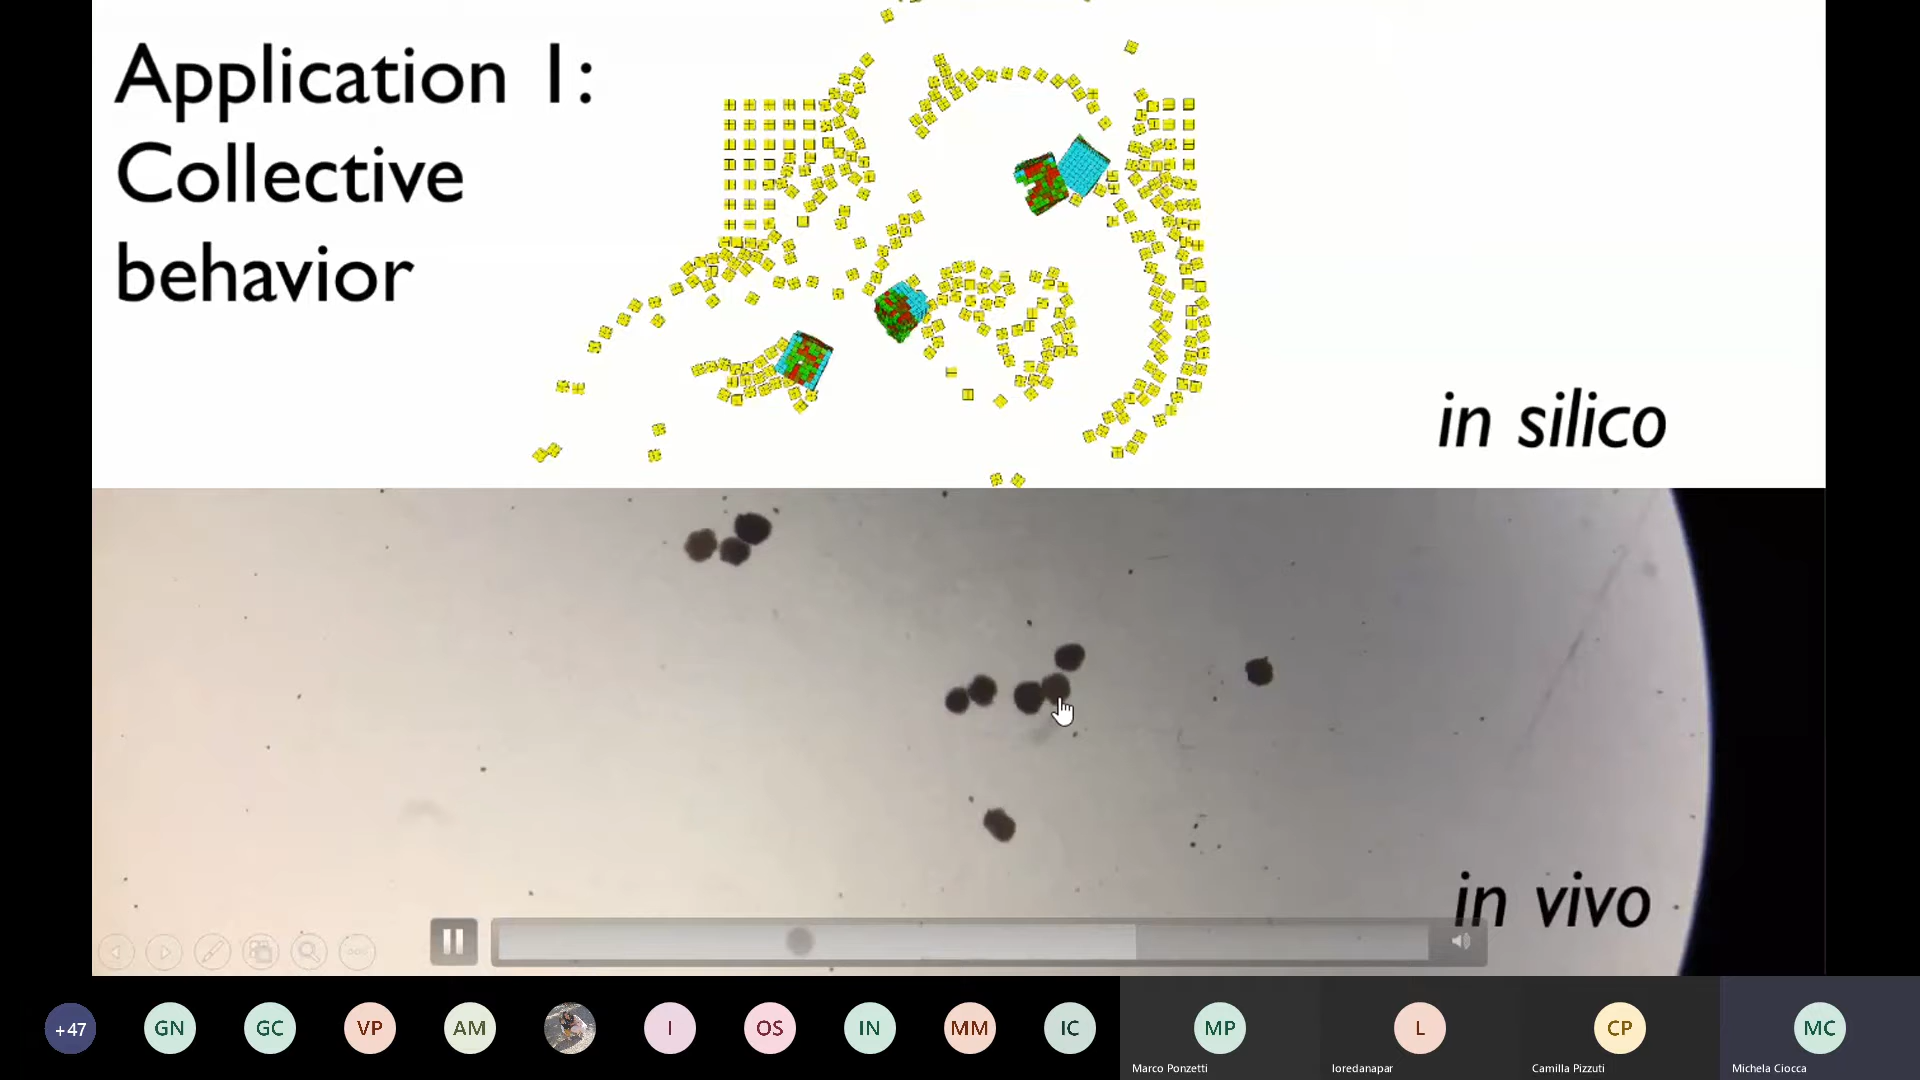 Application 1:
Collective
behavior
in silico
in vivo
+47
GN
GC
VP
AM
I
OS
IN
MM
IC
MP
L
CP
MC
Marco Ponzetti
loredanapar
Camilla Pizzuti
Michela Ciocca